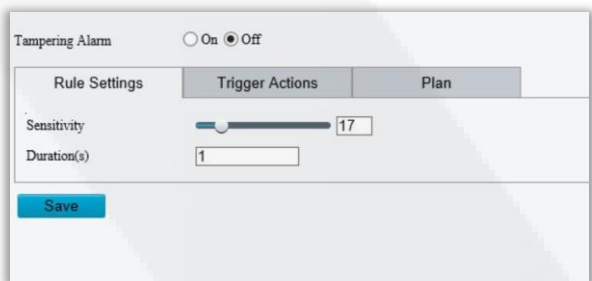 Tampering Alarm On Off
Rule Settings Trigger Actions Plan
Sensitivity 17
Duration(s) 1
Save